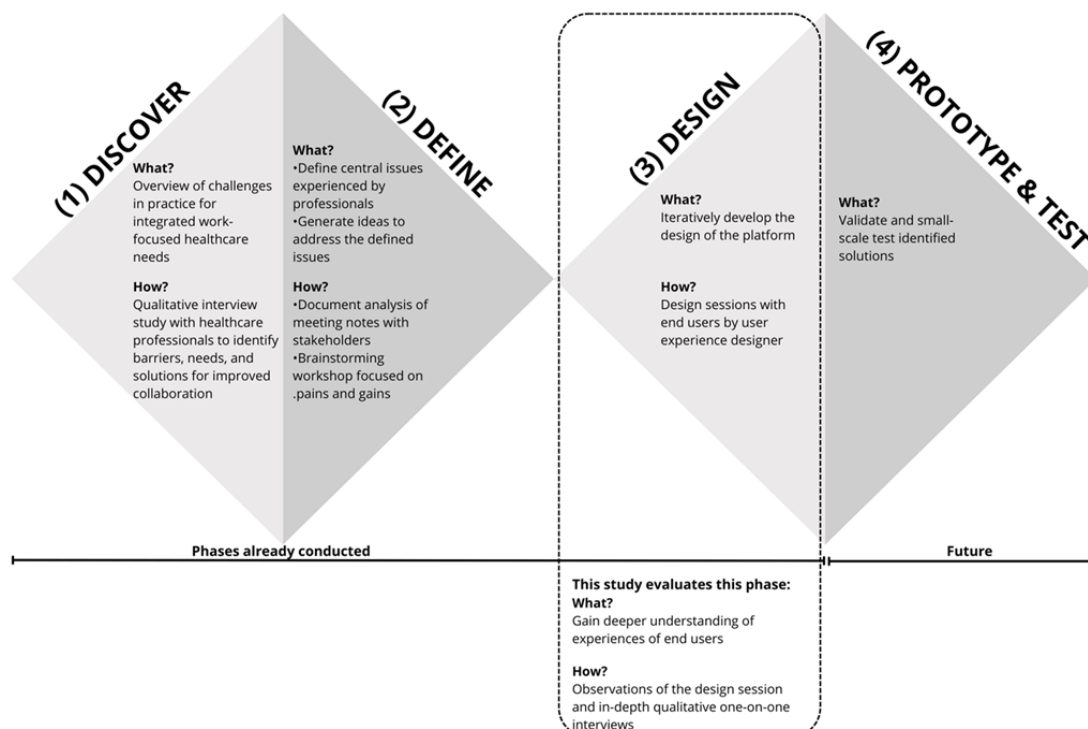 (1) DISCOVER
What?
Overview of challenges
in practice for
integrated work-
focused healthcare
needs
How?
Qualitative interview
study with healthcare
professionals to identify
barriers, needs, and
solutions for improved
collaboration
(2) DEFINE
What?
•Define central issues
experienced by
professionals
•Generate ideas to
address the defined
issues
How?
•Document analysis of
meeting notes with
stakeholders
•Brainstorming
workshop focused on
.pains and gains
(3) DESIGN
What?
Iteratively develop the
design of the platform
How?
Design sessions with
end users by user
experience designer
(4) PROTOTYPE & TEST
What?
Validate and small-
scale test identified
solutions
Phases already conducted
Future
This study evaluates this phase:
What?
Gain deeper understanding of
experiences of end users
How?
Observations of the design session
and in-depth qualitative one-on-one
interviews